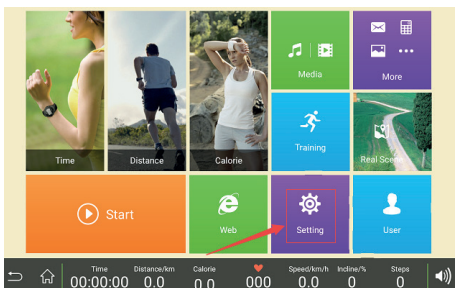 Media
More
Time
Distance
Calorie
Training
Real Scene
Start
Web
Setting
User
Time
00:00:00
Distance/km
0.0
Calorie
0.0
000
Speed/km/h
0.0
Incline/%
0
Steps
0